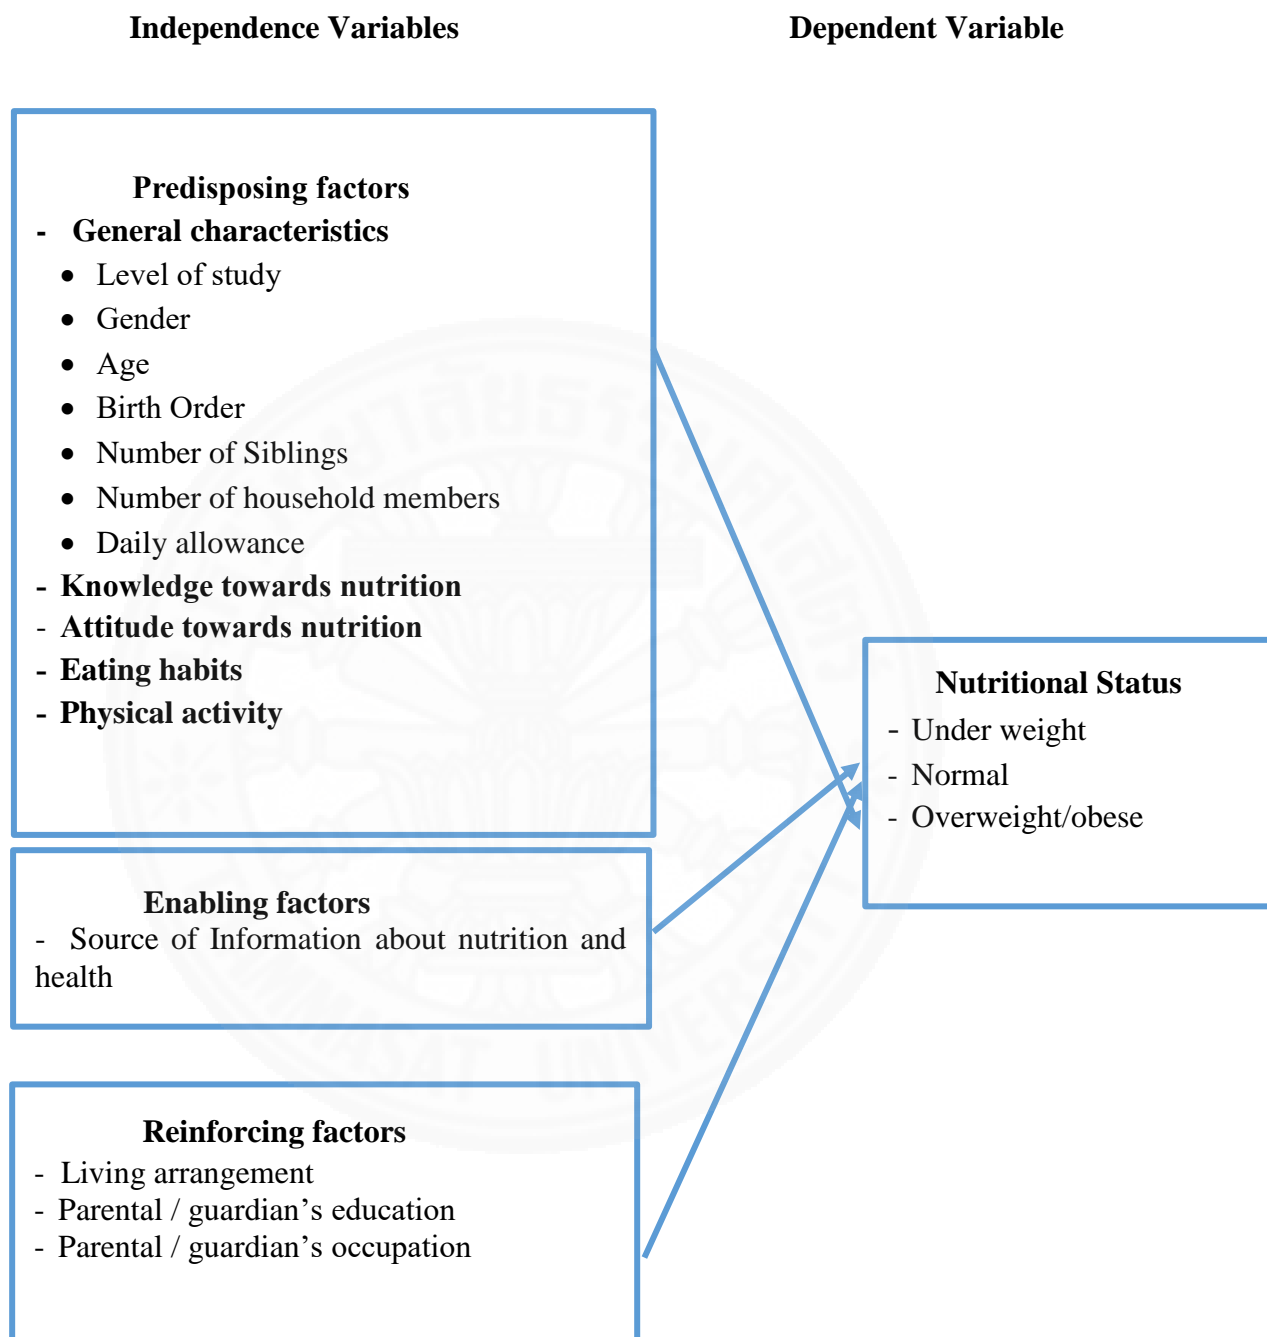 Independence Variables
Dependent Variable
Predisposing factors
- General characteristics
• Level of study
• Gender
• Age
• Birth Order
• Number of Siblings
• Number of household members
• Daily allowance
- Knowledge towards nutrition
- Attitude towards nutrition
- Eating habits
- Physical activity
Enabling factors
- Source of Information about nutrition and
health
Reinforcing factors
- Living arrangement
- Parental / guardian’s education
- Parental / guardian’s occupation
Nutritional Status
- Under weight
- Normal
- Overweight/obese